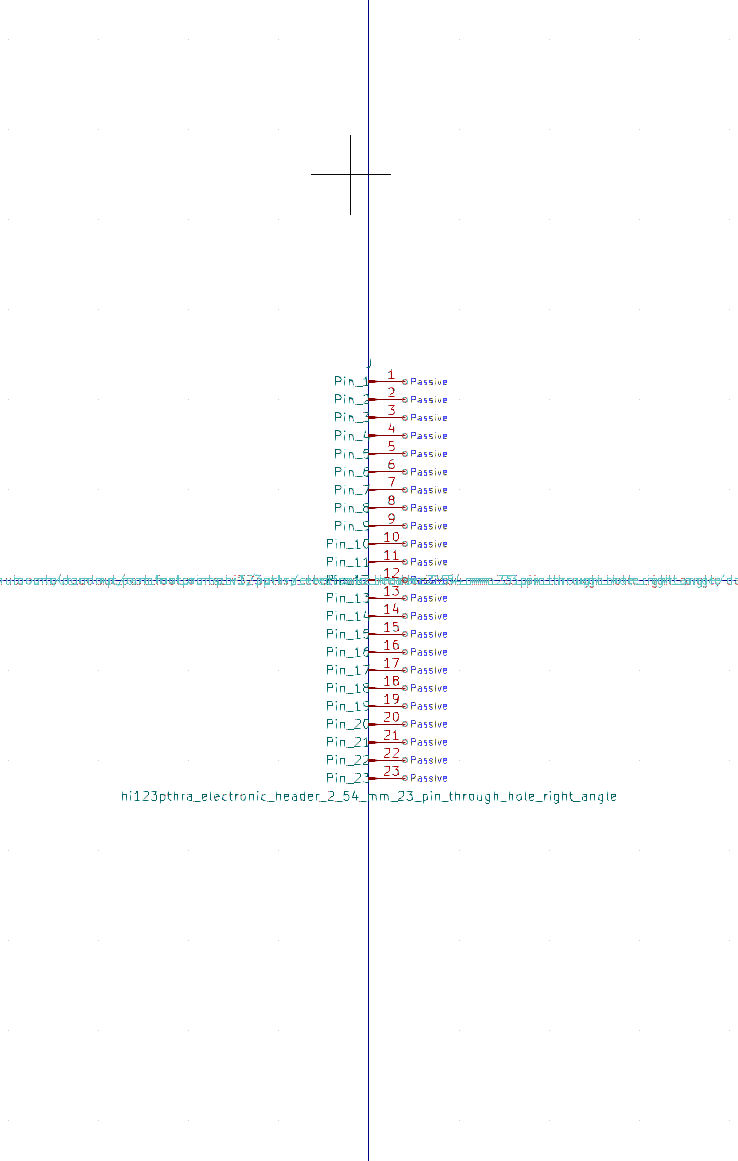 J
Pin_1 1 Passive
Pin_2 2 Passive
Pin_3 3 Passive
Pin_4 4 Passive
Pin_5 5 Passive
Pin_6 6 Passive
Pin_7 7 Passive
Pin_8 8 Passive
Pin_9 9 Passive
Pin_10 10 Passive
Pin_11 11 Passive
12
Pin_13 13 Passive
Pin_14 14 Passive
Pin_15 15 Passive
Pin_16 16 Passive
Pin_17 17 Passive
Pin_18 18 Passive
Pin_19 19 Passive
Pin_20 20 Passive
Pin_21 21 Passive
Pin_22 22 Passive
Pin_23 23 Passive
hi123pthra_electronic_header_2_54_mm_23_pin_through_hole_right_angle